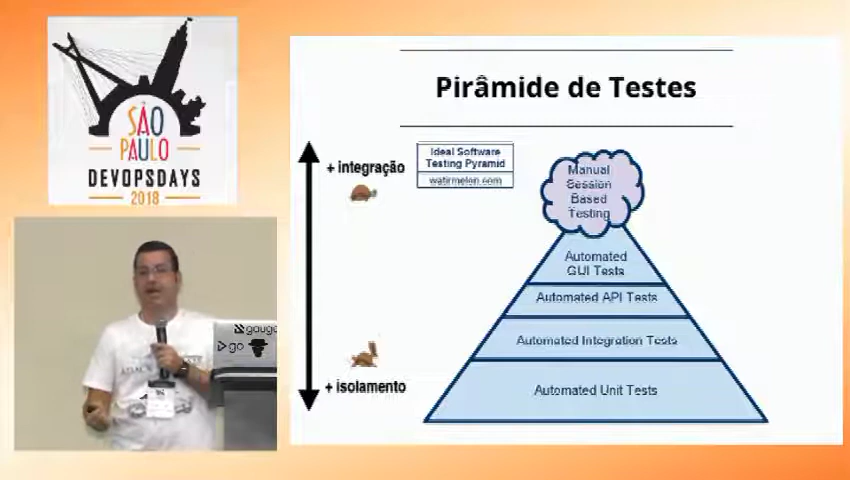 SÃO
PAULO
DEVOPSDAYS
2018
Pirâmide de Testes
+ integração
Ideal Software
Testing Pyramid
watirmelon.com
Manual
Session
Based
Testing
Automated
GUI Tests
Automated API Tests
Automated Integration Tests
Automated Unit Tests
+ isolamento
gauge
go